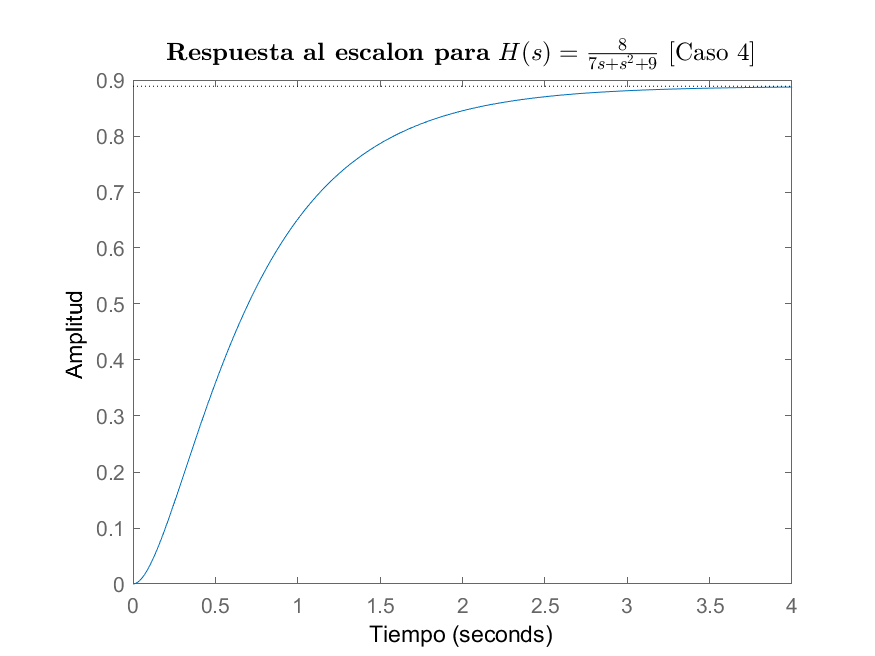 Respuesta al escalon para $H(s) = \frac{8}{7s+s^2+9}$ [Caso 4]
0.9
0.8
0.7
0.6
0.5
0.4
0.3
0.2
0.1
0
Amplitud
0 0.5 1 1.5 2 2.5 3 3.5 4
Tiempo (seconds)